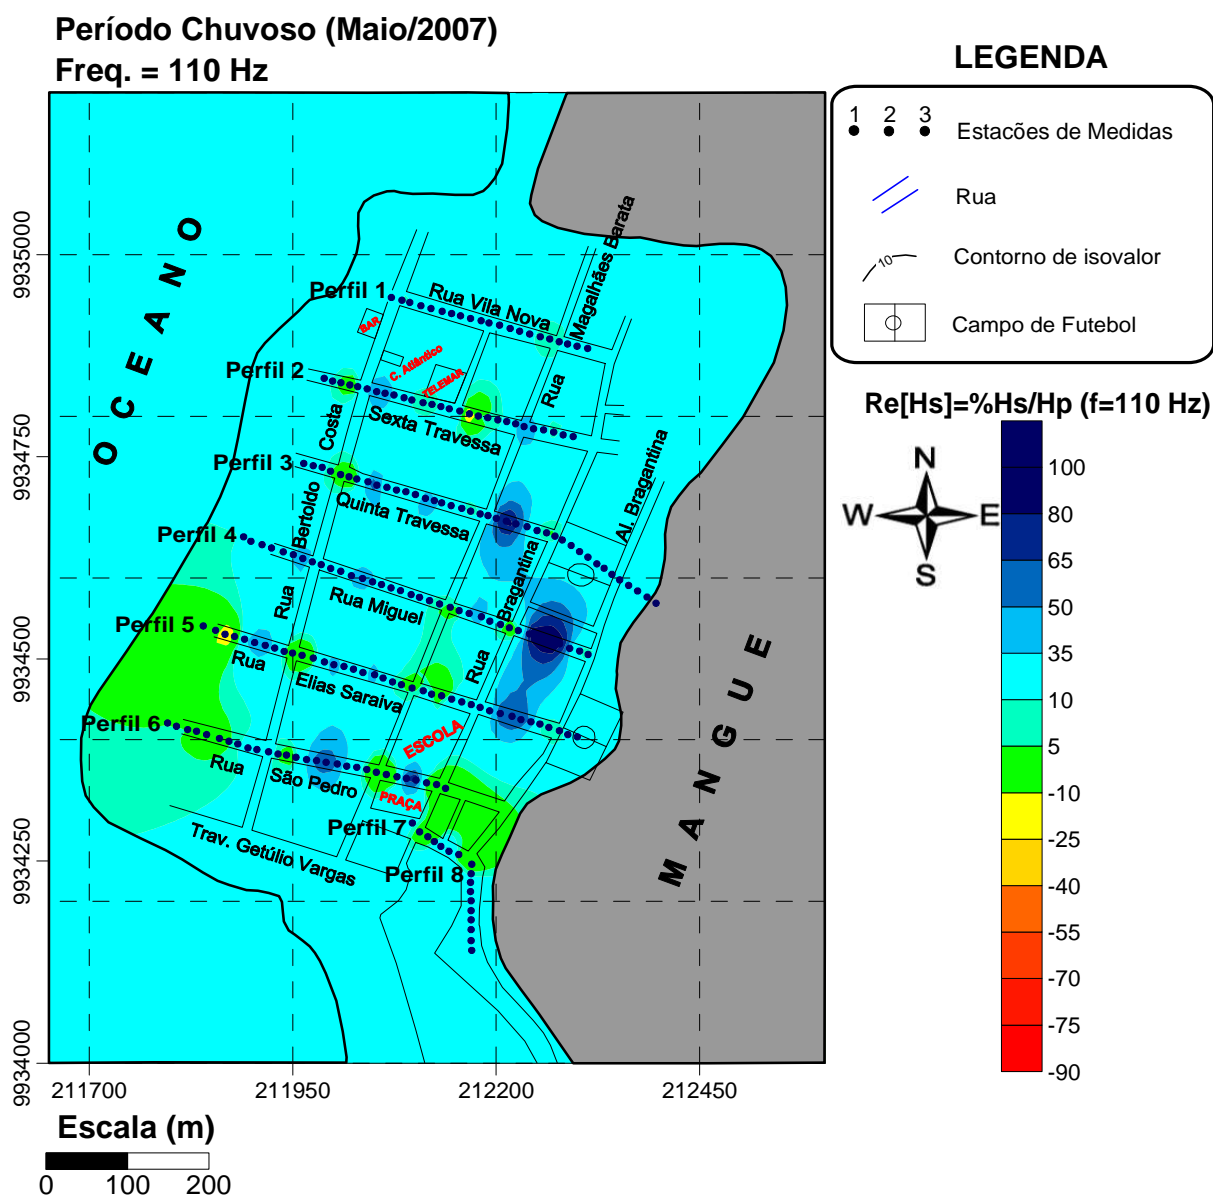 Período Chuvoso (Maio/2007)
Freq. = 110 Hz
LEGENDA
1 2 3
Estacões de Medidas
Rua
10
Contorno de isovalor
Campo de Futebol
Re[Hs]=%Hs/Hp (f=110 Hz)
100
80
65
50
35
10
5
-10
-25
-40
-55
-70
-75
-90
N
W E
S
OCEANO
MANGUE
Perfil 1
Rua Vila Nova
Rua Magalhães Barata
BAR
C. Atlântico
TELEMAR
Perfil 2
Sexta Travessa
Rua Bertoldo Costa
Perfil 3
Quinta Travessa
Al. Bragantina
Perfil 4
Rua Miguel
Rua Bragantina
Perfil 5
Rua Elias Saraiva
Perfil 6
Rua São Pedro
ESCOLA
PRAÇA
Perfil 7
Trav. Getúlio Vargas
Perfil 8
9935000
9934750
9934500
9934250
9934000
211700 211950 212200 212450
Escala (m)
0 100 200